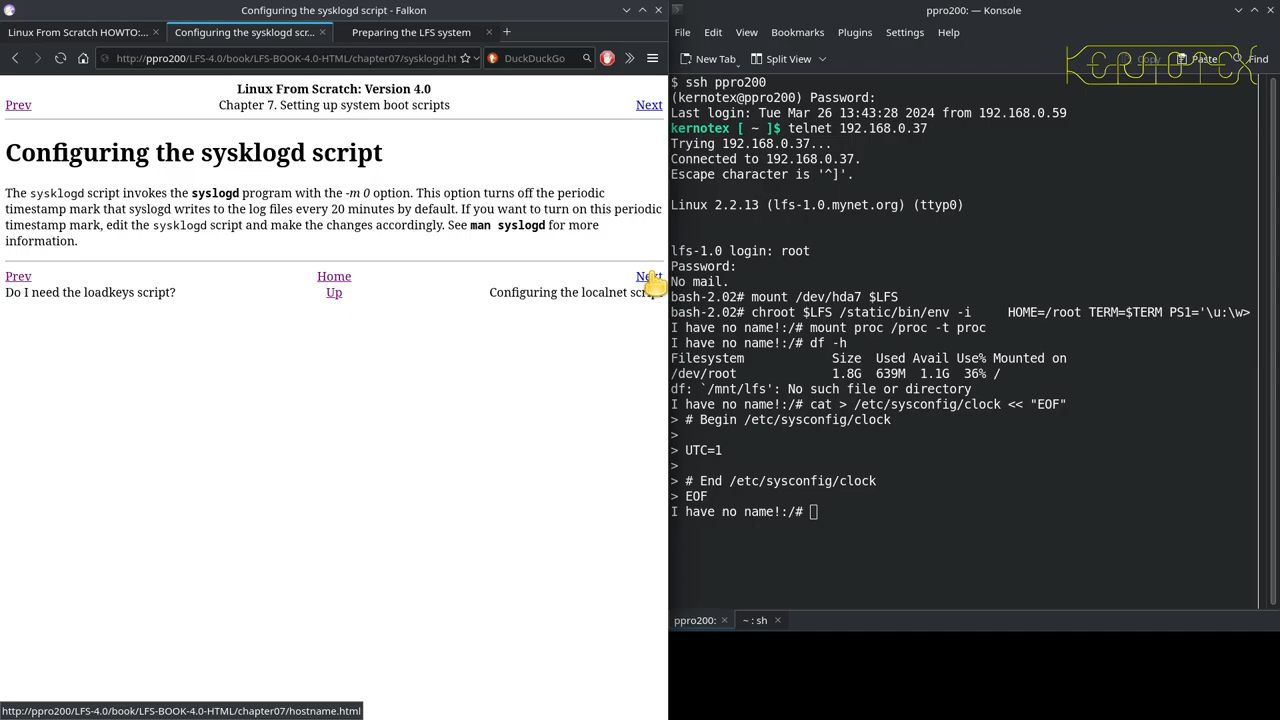 Configuring the sysklogd script - Falkon
Linux From Scratch HOWTO:...
Configuring the sysklogd scr...
Preparing the LFS system
http://ppro200/LFS-4.0/book/LFS-BOOK-4.0-HTML/chapter07/sysklogd.ht
DuckDuckGo
Linux From Scratch: Version 4.0
Prev
Chapter 7. Setting up system boot scripts
Next
Configuring the sysklogd script
The sysklogd script invokes the syslogd program with the -m 0 option. This option turns off the periodic
timestamp mark that syslogd writes to the log files every 20 minutes by default. If you want to turn on this periodic
timestamp mark, edit the sysklogd script and make the changes accordingly. See man syslogd for more
information.
Prev
Home
Next
Do I need the loadkeys script?
Up
Configuring the localnet script
http://ppro200/LFS-4.0/book/LFS-BOOK-4.0-HTML/chapter07/hostname.html
ppro200: — Konsole
File Edit View Bookmarks Plugins Settings Help
New Tab
Split View
Copy
Paste
Find
KERNOTEX
$ ssh ppro200
(kernotex@ppro200) Password:
Last login: Tue Mar 26 13:43:28 2024 from 192.168.0.59
kernotex [ ~ ]$ telnet 192.168.0.37
Trying 192.168.0.37...
Connected to 192.168.0.37.
Escape character is '^]'.
Linux 2.2.13 (lfs-1.0.mynet.org) (ttyp0)
lfs-1.0 login: root
Password:
No mail.
bash-2.02# mount /dev/hda7 $LFS
bash-2.02# chroot $LFS /static/bin/env -i     HOME=/root TERM=$TERM PS1='\u:\w>
I have no name!:/# mount proc /proc -t proc
I have no name!:/# df -h
Filesystem            Size  Used Avail Use% Mounted on
/dev/root             1.8G  639M  1.1G  36% /
df: `/mnt/lfs': No such file or directory
I have no name!:/# cat > /etc/sysconfig/clock << "EOF"
> # Begin /etc/sysconfig/clock
>
> UTC=1
>
> # End /etc/sysconfig/clock
> EOF
I have no name!:/#
ppro200:
~ : sh